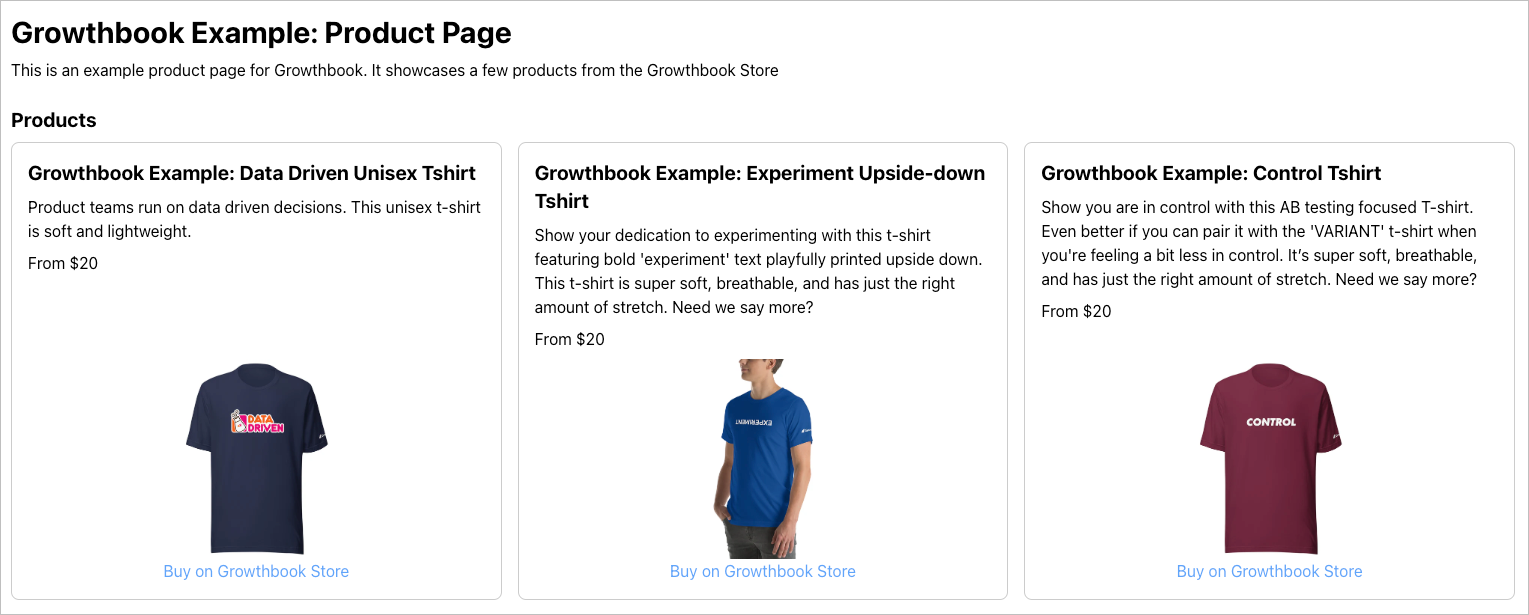 Growthbook Example: Product Page
This is an example product page for Growthbook. It showcases a few products from the Growthbook Store
Products
Growthbook Example: Data Driven Unisex Tshirt
Product teams run on data driven decisions. This unisex t-shirt
is soft and lightweight.
From $20
DATA
DRIVEN
Buy on Growthbook Store
Growthbook Example: Experiment Upside-down
Tshirt
Show your dedication to experimenting with this t-shirt
featuring bold 'experiment' text playfully printed upside down.
This t-shirt is super soft, breathable, and has just the right
amount of stretch. Need we say more?
From $20
EXPERIMENT
Buy on Growthbook Store
Growthbook Example: Control Tshirt
Show you are in control with this AB testing focused T-shirt.
Even better if you can pair it with the 'VARIANT' t-shirt when
you're feeling a bit less in control. It’s super soft, breathable,
and has just the right amount of stretch. Need we say more?
From $20
CONTROL
Buy on Growthbook Store